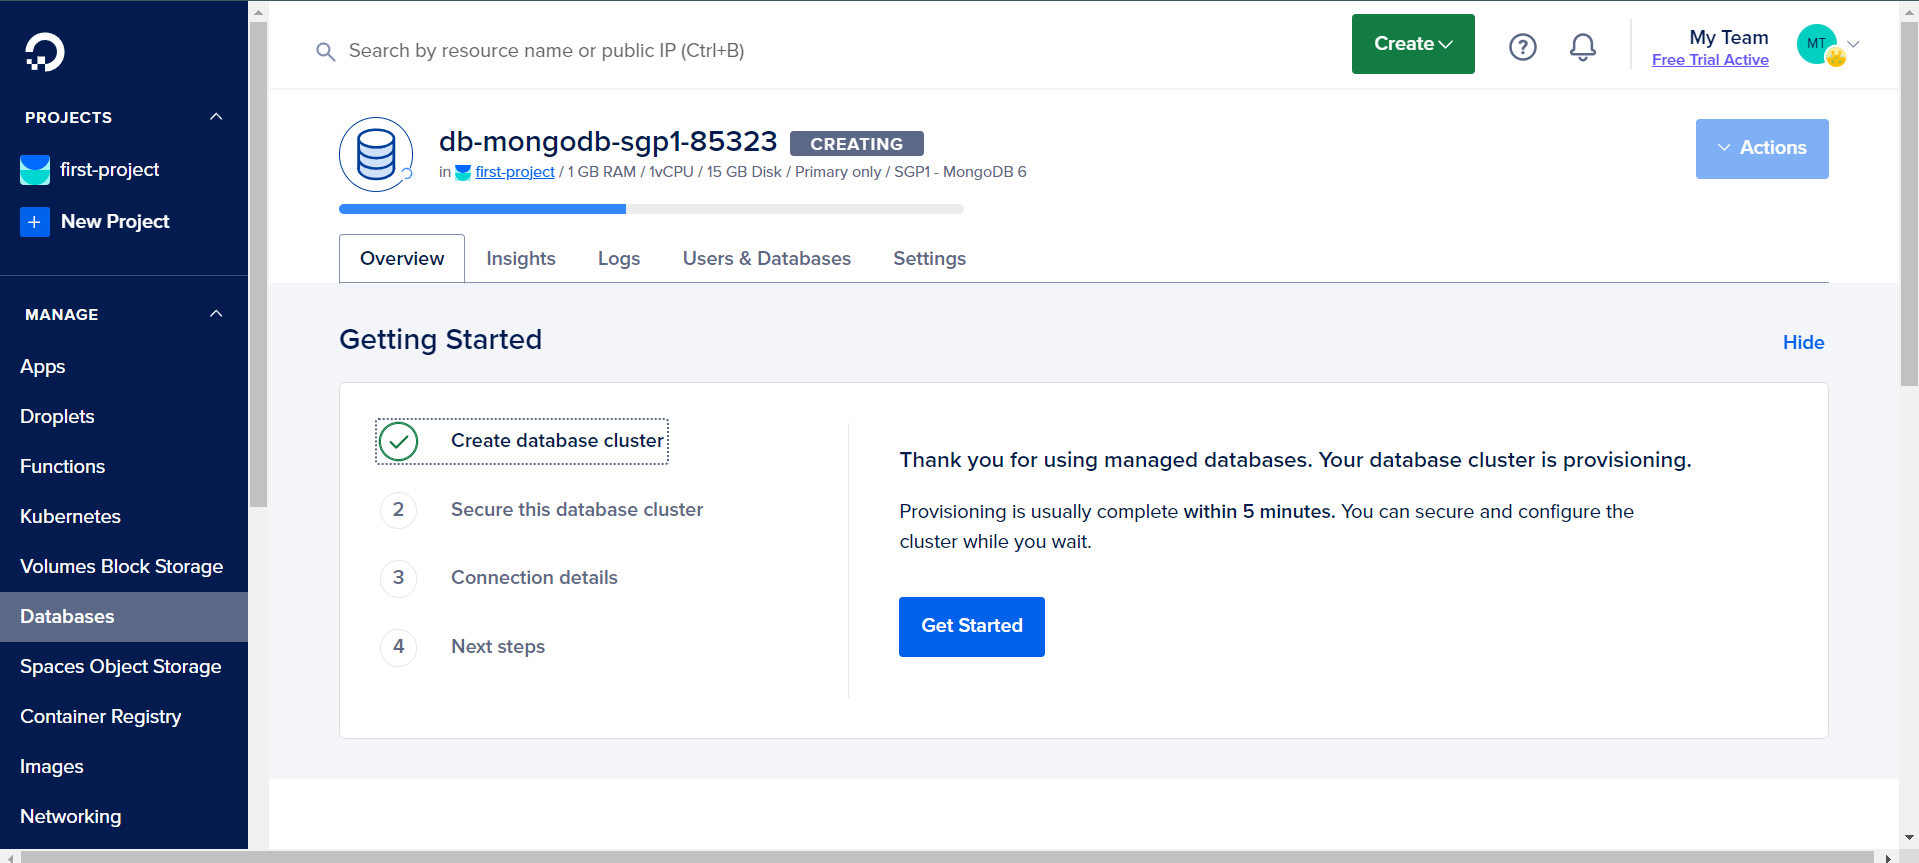 Search by resource name or public IP (Ctrl+B)
Create
?
My Team
Free Trial Active
MT
PROJECTS
first-project
+ New Project
MANAGE
Apps
Droplets
Functions
Kubernetes
Volumes Block Storage
Databases
Spaces Object Storage
Container Registry
Images
Networking
db-mongodb-sgp1-85323 CREATING
in first-project / 1 GB RAM / 1vCPU / 15 GB Disk / Primary only / SGP1 - MongoDB 6
Actions
Overview Insights Logs Users & Databases Settings
Getting Started
Hide
Create database cluster
2 Secure this database cluster
3 Connection details
4 Next steps
Thank you for using managed databases. Your database cluster is provisioning.
Provisioning is usually complete within 5 minutes. You can secure and configure the
cluster while you wait.
Get Started